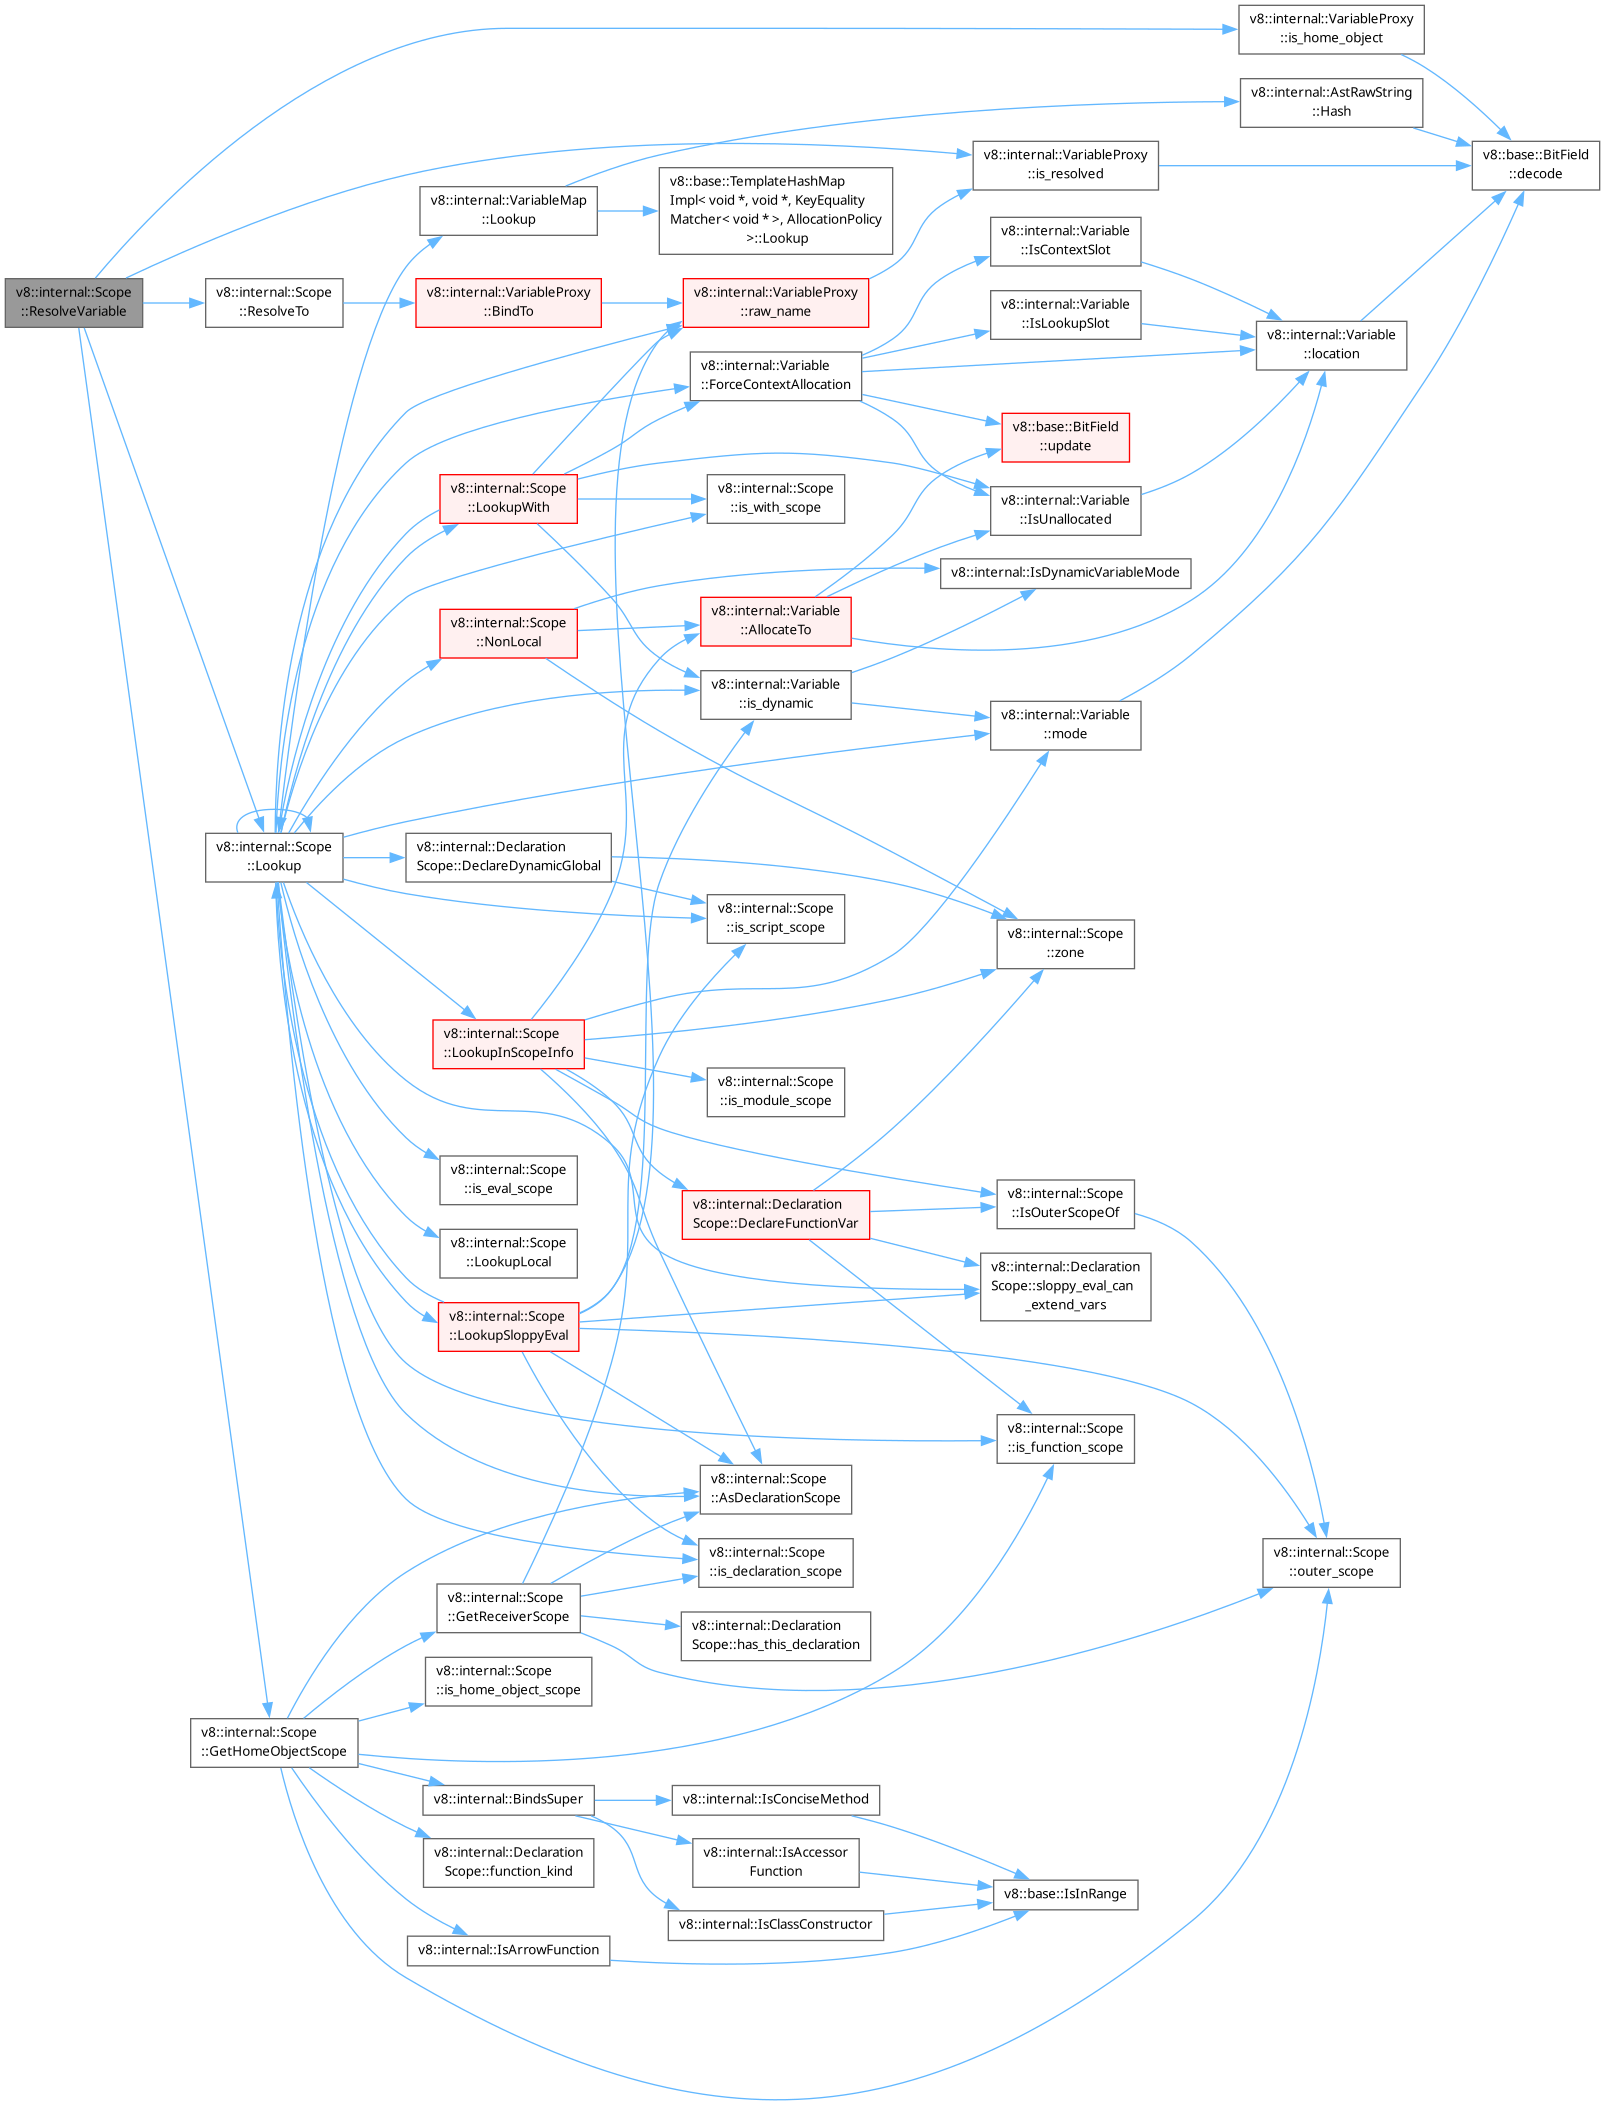 v8::internal::VariableProxy
::is_home_object
v8::internal::AstRawString
::Hash
v8::base::BitField
::decode
v8::internal::VariableProxy
::is_resolved
v8::internal::VariableMap
::Lookup
v8::base::TemplateHashMap
Impl< void *, void *, KeyEquality
Matcher< void * >, AllocationPolicy
>::Lookup
v8::internal::Variable
::IsContextSlot
v8::internal::Scope
::ResolveVariable
v8::internal::Scope
::ResolveTo
v8::internal::VariableProxy
::BindTo
v8::internal::VariableProxy
::raw_name
v8::internal::Variable
::IsLookupSlot
v8::internal::Variable
::location
v8::internal::Variable
::ForceContextAllocation
v8::base::BitField
::update
v8::internal::Scope
::LookupWith
v8::internal::Scope
::is_with_scope
v8::internal::Variable
::IsUnallocated
v8::internal::IsDynamicVariableMode
v8::internal::Scope
::NonLocal
v8::internal::Variable
::AllocateTo
v8::internal::Variable
::is_dynamic
v8::internal::Variable
::mode
v8::internal::Scope
::Lookup
v8::internal::Declaration
Scope::DeclareDynamicGlobal
v8::internal::Scope
::is_script_scope
v8::internal::Scope
::zone
v8::internal::Scope
::LookupInScopeInfo
v8::internal::Scope
::is_module_scope
v8::internal::Scope
::is_eval_scope
v8::internal::Declaration
Scope::DeclareFunctionVar
v8::internal::Scope
::IsOuterScopeOf
v8::internal::Scope
::LookupLocal
v8::internal::Declaration
Scope::sloppy_eval_can
_extend_vars
v8::internal::Scope
::LookupSloppyEval
v8::internal::Scope
::is_function_scope
v8::internal::Scope
::AsDeclarationScope
v8::internal::Scope
::is_declaration_scope
v8::internal::Scope
::outer_scope
v8::internal::Scope
::GetReceiverScope
v8::internal::Declaration
Scope::has_this_declaration
v8::internal::Scope
::is_home_object_scope
v8::internal::Scope
::GetHomeObjectScope
v8::internal::BindsSuper
v8::internal::IsConciseMethod
v8::internal::Declaration
Scope::function_kind
v8::internal::IsAccessor
Function
v8::base::IsInRange
v8::internal::IsClassConstructor
v8::internal::IsArrowFunction